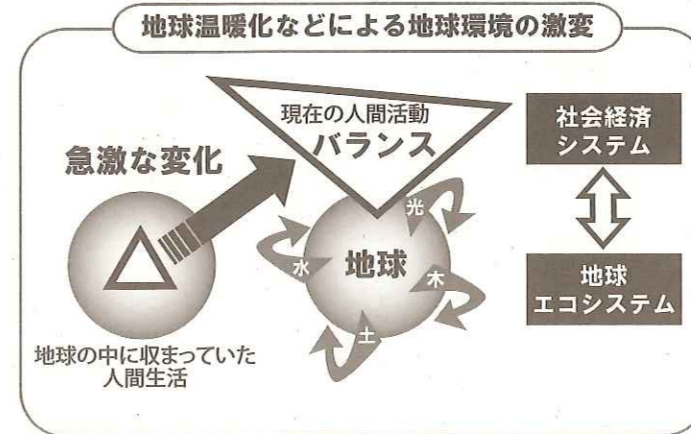 地球温暖化などによる地球環境の激変
現在の人間活動
バランス
急激な変化
地球の中に収まっていた
人間生活
地球
光
水
木
土
社会経済
システム
地球
エコシステム